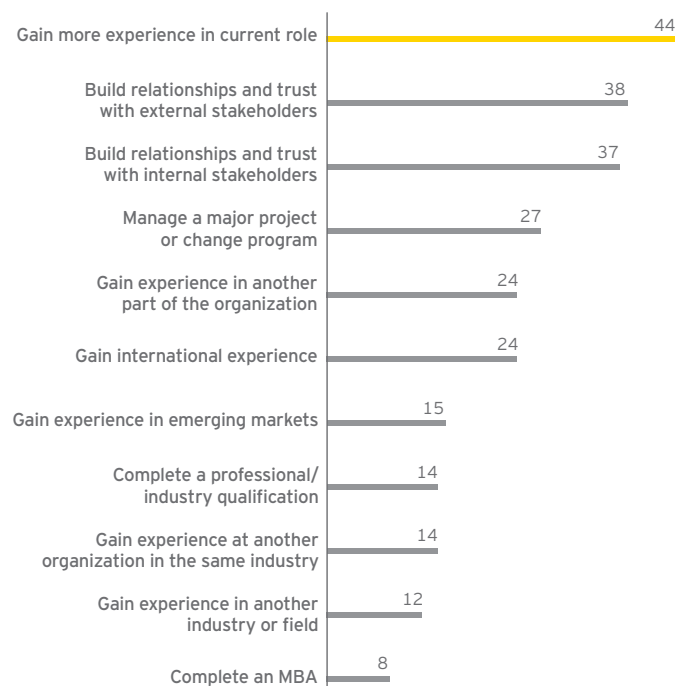 44
Gain more experience in current role
38
Build relationships and trust
with external stakeholders
37
Build relationships and trust
with internal stakeholders
27
Manage a major project
or change program
24
Gain experience in another
part of the organization
24
Gain international experience
15
Gain experience in emerging markets
14
Complete a professional/
industry qualification
14
Gain experience at another
organization in the same industry
12
Gain experience in another
industry or field
8
Complete an MBA